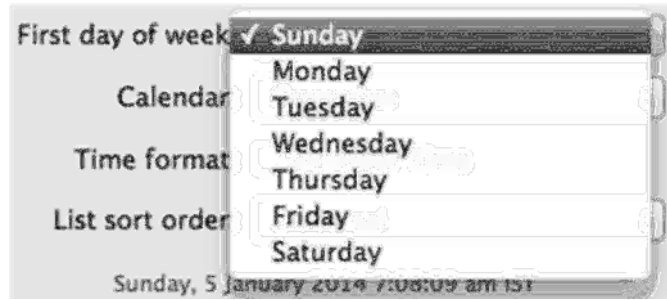 First day of week ✓ Sunday
Monday
Calendar
Tuesday
Wednesday
Time format
Thursday
List sort order Friday
Saturday
Sunday, 5 January 2014 7:08:09 am IST